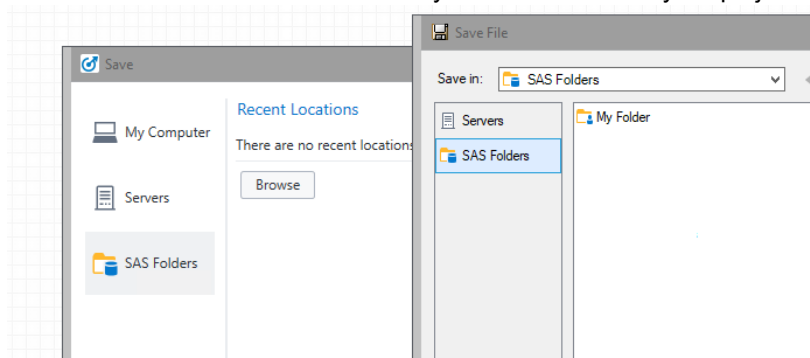 Save
My Computer
Servers
SAS Folders
Recent Locations
There are no recent locations
Browse
Save File
Save in:
SAS Folders
Servers
SAS Folders
My Folder